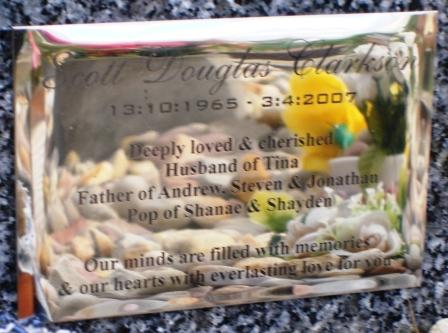 Scott Douglas Clarkson
13:10:1965 - 3:4:2007
Deeply loved & cherished
Husband of Tina
Father of Andrew, Steven & Jonathan
Pop of Shanae & Shayden
Our minds are filled with memories
& our hearts with everlasting love for you